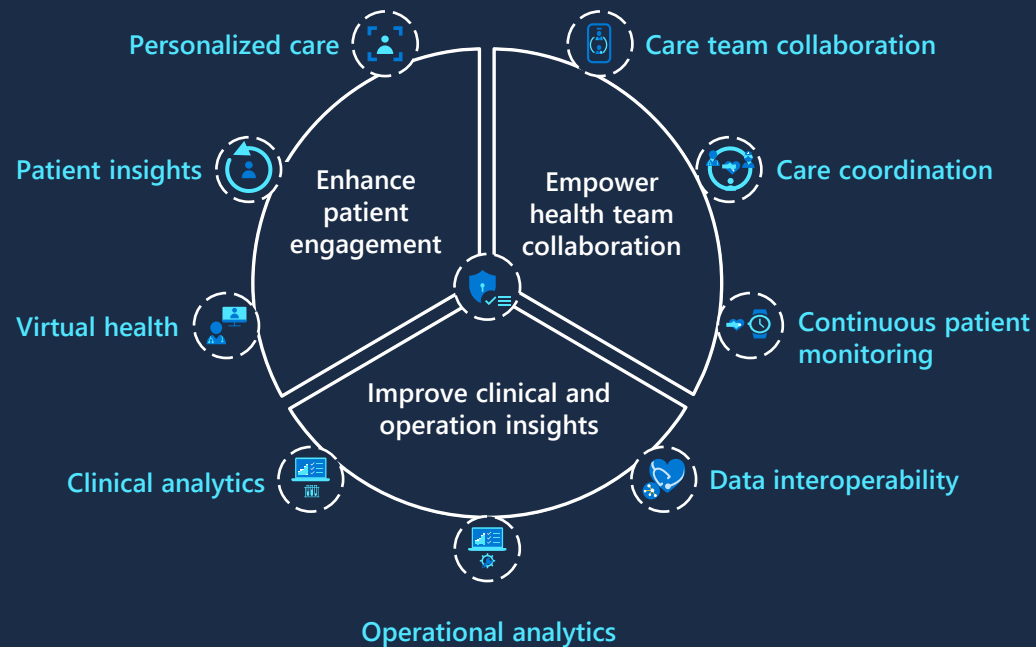 Personalized care
Care team collaboration
Patient insights
Enhance
patient
engagement
Empower
health team
collaboration
Care coordination
Virtual health
Continuous patient
monitoring
Improve clinical and
operation insights
Clinical analytics
Data interoperability
Operational analytics